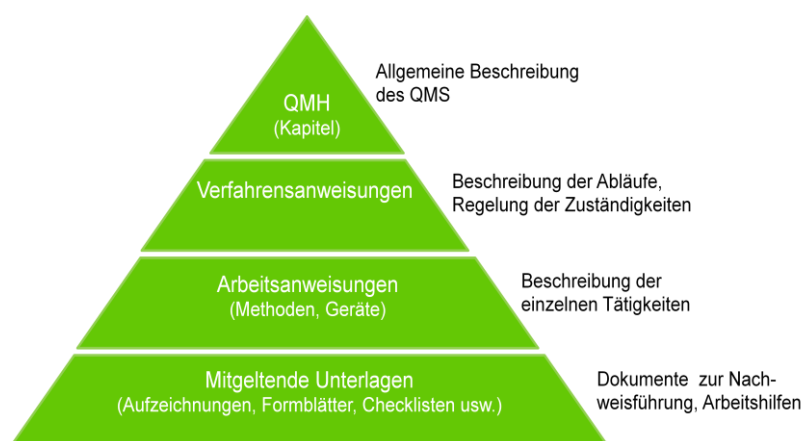 QMH
(Kapitel)
Allgemeine Beschreibung
des QMS
Verfahrensanweisungen
Beschreibung der Abläufe,
Regelung der Zuständigkeiten
Arbeitsanweisungen
(Methoden, Geräte)
Beschreibung der
einzelnen Tätigkeiten
Mitgeltende Unterlagen
(Aufzeichnungen, Formblätter, Checklisten usw.)
Dokumente zur Nach-
weisführung, Arbeitshilfen